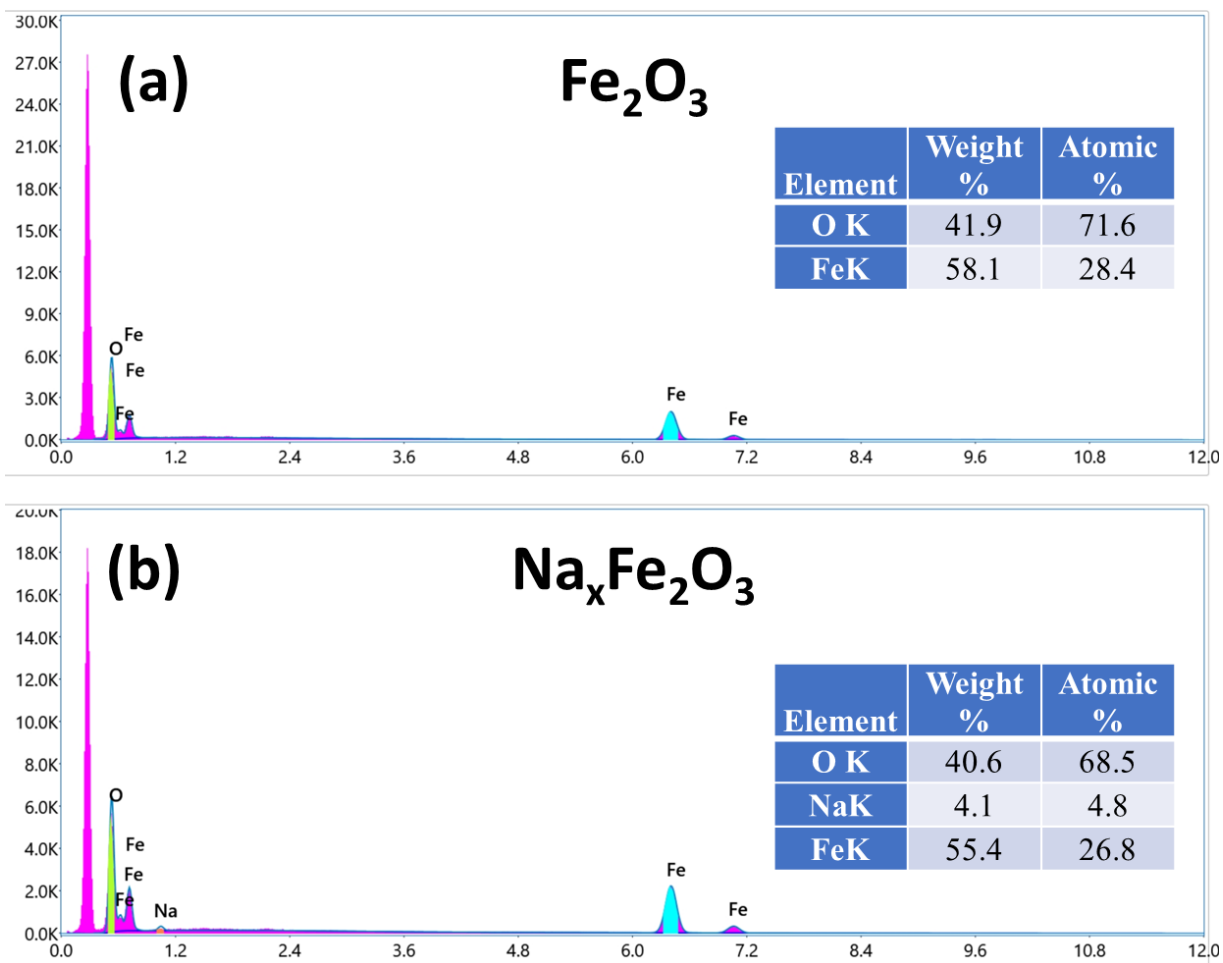 30.0K
27.0K
24.0K
21.0K
18.0K
15.0K
12.0K
9.0K
6.0K
3.0K
0.0K
(a)
Fe2O3
Element Weight % Atomic %
O K 41.9 71.6
FeK 58.1 28.4
Fe
O
Fe
Fe
Fe
Fe
0.0 1.2 2.4 3.6 4.8 6.0 7.2 8.4 9.6 10.8 12.0
20.0K
18.0K
16.0K
14.0K
12.0K
10.0K
8.0K
6.0K
4.0K
2.0K
0.0K
(b)
NaxFe2O3
Element Weight % Atomic %
O K 40.6 68.5
NaK 4.1 4.8
FeK 55.4 26.8
O
Fe
Fe
Fe
Na
Fe
Fe
0.0 1.2 2.4 3.6 4.8 6.0 7.2 8.4 9.6 10.8 12.0